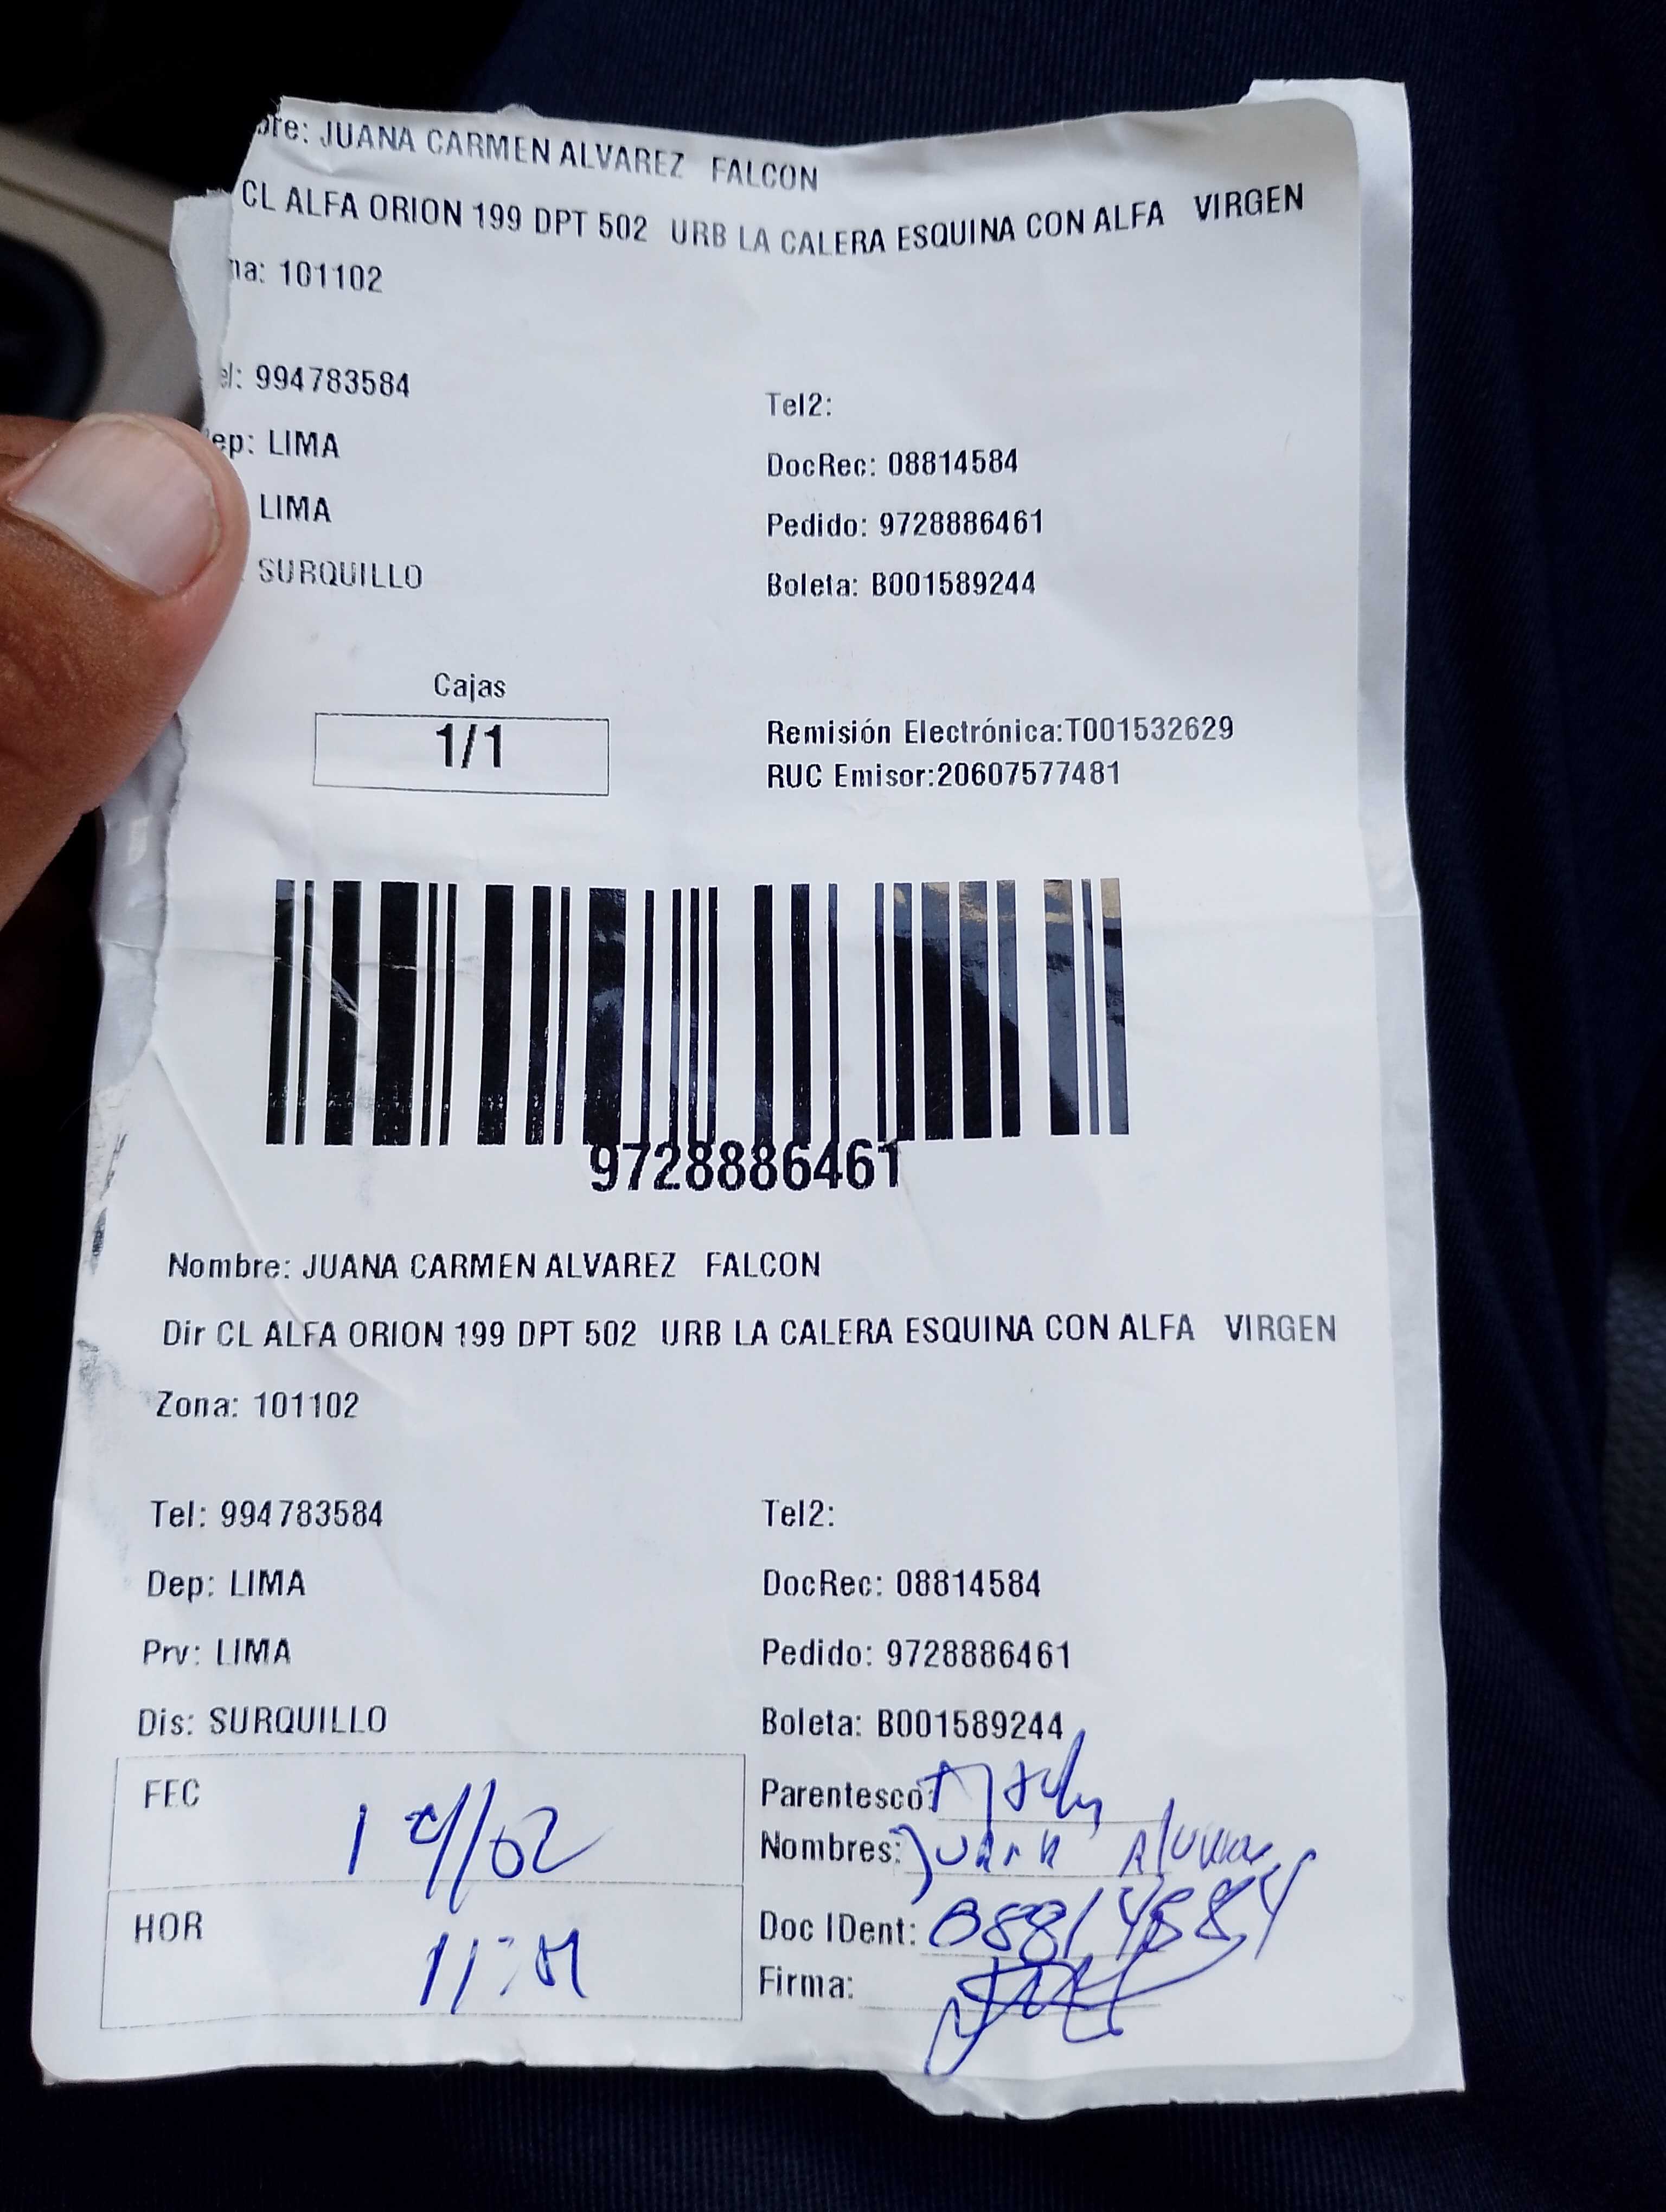 bre: JUANA CARMEN ALVAREZ FALCON
CL ALFA ORION 199 DPT 502 URB LA CALERA ESQUINA CON ALFA VIRGEN
na: 101102
el: 994783584
Tel2:
ep: LIMA
DocRec: 08814584
LIMA
Pedido: 9728886461
SURQUILLO
Boleta: B001589244
Cajas
1/1
Remisión Electrónica:T001532629
RUC Emisor:20607577481
9728886461
Nombre: JUANA CARMEN ALVAREZ FALCON
Dir CL ALFA ORION 199 DPT 502 URB LA CALERA ESQUINA CON ALFA VIRGEN
Zona: 101102
Tel: 994783584
Tel2:
Dep: LIMA
DocRec: 08814584
Prv: LIMA
Pedido: 9728886461
Dis: SURQUILLO
Boleta: B001589244
FEC
Parentesco:
Nombres: Juana Alvarez
HOR
Doc IDent: 08814584
Firma: